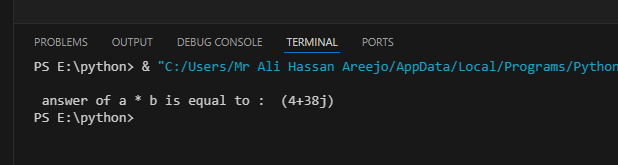 PROBLEMS OUTPUT DEBUG CONSOLE TERMINAL PORTS
PS E:\python> & "C:/Users/Mr Ali Hassan Areejo/AppData/Local/Programs/Python
answer of a * b is equal to :  (4+38j)
PS E:\python>